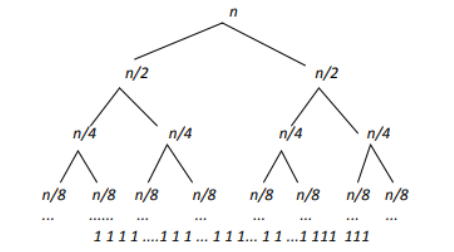 n
n/2 n/2
n/4 n/4 n/4 n/4
n/8 n/8 n/8 n/8 n/8 n/8 n/8 n/8
... ...... ... ... ... ... ... ...
1 1 1 1 ....1 1 1 ... 1 1 1... 1 1 ...1 111 111